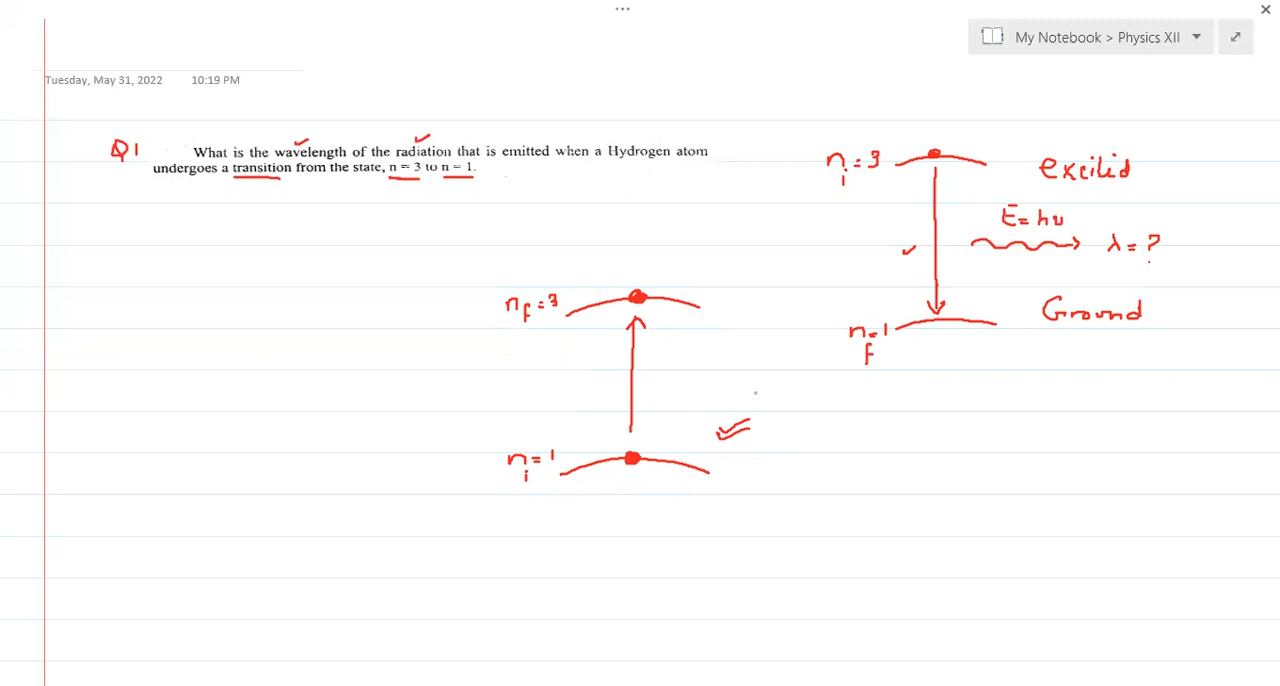 My Notebook > Physics XII
Tuesday, May 31, 2022 10:19 PM
Q1 What is the wavelength of the radiation that is emitted when a Hydrogen atom
undergoes a transition from the state, n = 3 to n = 1.
nᵢ = 3
excilid
E = hυ
λ = ?
Ground
n_f = 1
n_f = 3
nᵢ = 1